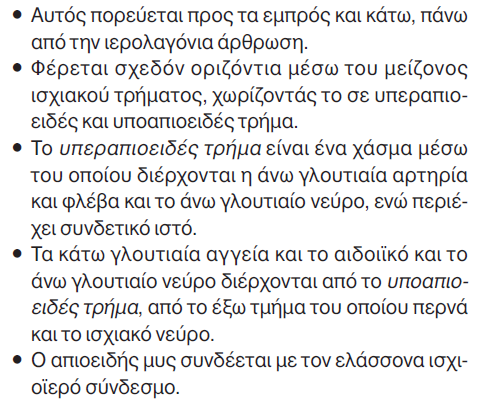 • Αυτός πορεύεται προς τα εμπρός και κάτω, πάνω
από την ιερολαγόνια άρθρωση.
• Φέρεται σχεδόν οριζόντια μέσω του μείζονος
ισχιακού τρήματος, χωρίζοντάς το σε υπεραπιο-
ειδές και υποαπιοειδές τρήμα.
• Το υπεραπιοειδές τρήμα είναι ένα χάσμα μέσω
του οποίου διέρχονται η άνω γλουτιαία αρτηρία
και φλέβα και το άνω γλουτιαίο νεύρο, ενώ περιέ-
χει συνδετικό ιστό.
• Τα κάτω γλουτιαία αγγεία και το αιδοιϊκό και το
άνω γλουτιαίο νεύρο διέρχονται από το υποαπιο-
ειδές τρήμα, από το έξω τμήμα του οποίου περνά
και το ισχιακό νεύρο.
• Ο απιοειδής μυς συνδέεται με τον ελάσσονα ισχι-
οϊερό σύνδεσμο.